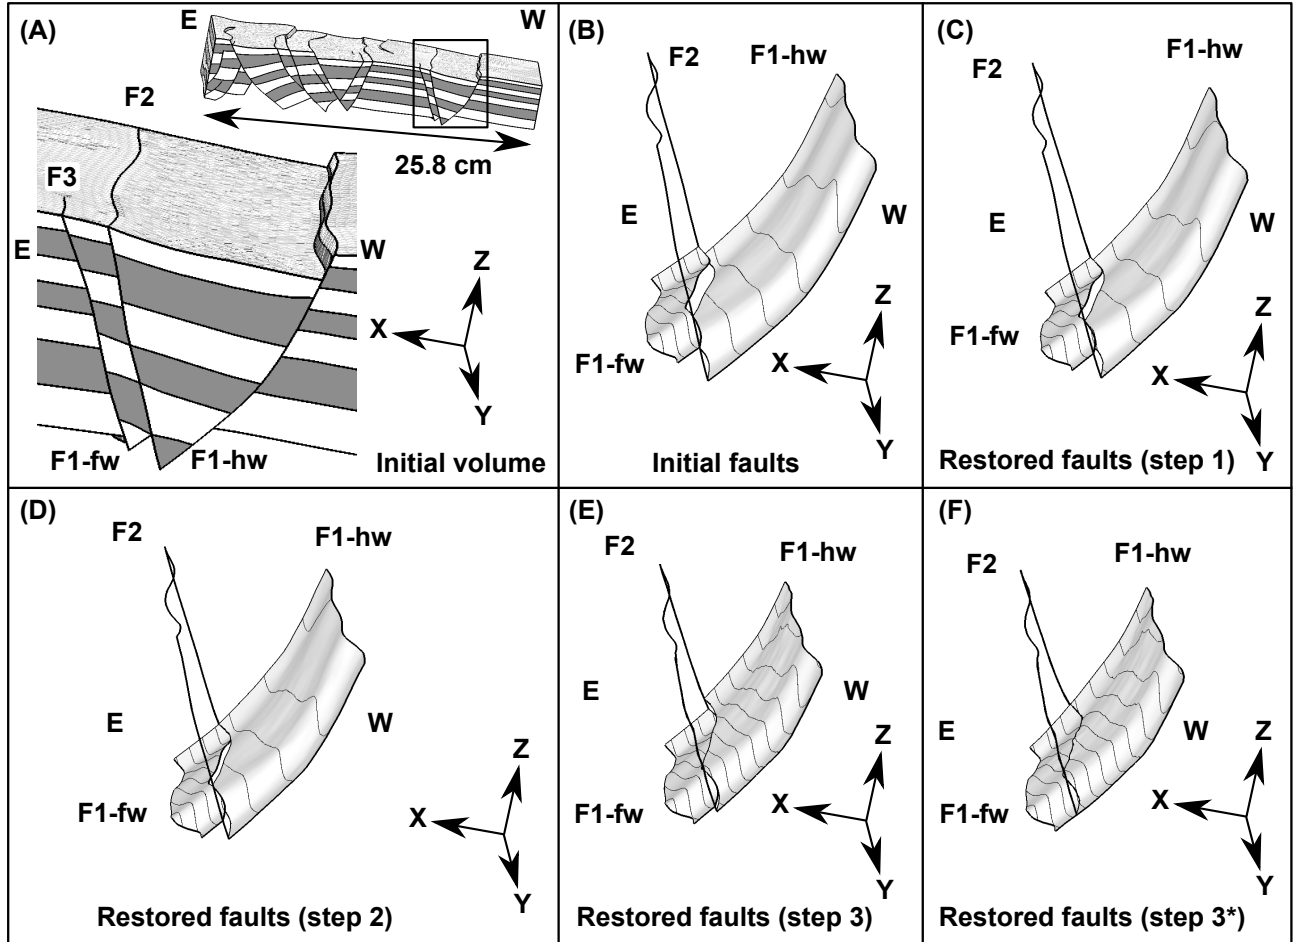 (A)
E
W
25.8 cm
F2
F3
E
W
Z
X
Y
F1-fw
F1-hw
Initial volume
(B)
F2
F1-hw
E
W
F1-fw
Z
X
Y
Initial faults
(C)
F2
F1-hw
E
W
F1-fw
Z
X
Y
Restored faults (step 1)
(D)
F2
F1-hw
E
W
F1-fw
Z
X
Y
Restored faults (step 2)
(E)
F2
F1-hw
E
W
F1-fw
Z
X
Y
Restored faults (step 3)
(F)
F2
F1-hw
E
W
F1-fw
Z
X
Y
Restored faults (step 3*)